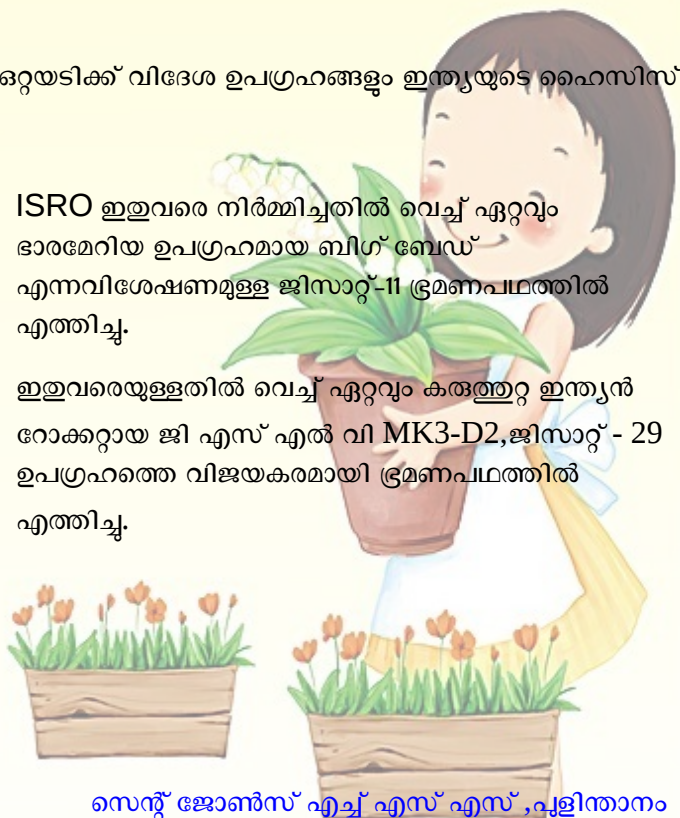 ഒറ്റയടിക്ക് വിദേശ ഉപഗ്രഹങ്ങളും ഇന്ത്യയുടെ ഹൈസിസ്
ISRO ഇതുവരെ നിർമ്മിച്ചതിൽ വെച്ച് ഏറ്റവും
ഭാരമേറിയ ഉപഗ്രഹമായ ബിഗ് ബേഡ്
എന്നവിശേഷണമുള്ള ജിസാറ്റ്-11 ഭ്രമണപഥത്തിൽ
എത്തിച്ചു.
ഇതുവരെയുള്ളതിൽ വെച്ച് ഏറ്റവും കരുത്തുറ്റ ഇന്ത്യൻ
റോക്കറ്റായ ജി എസ് എൽ വി MK3-D2,ജിസാറ്റ് - 29
ഉപഗ്രഹത്തെ വിജയകരമായി ഭ്രമണപഥത്തിൽ
എത്തിച്ചു.
സെന്റ് ജോൺസ് എച്ച് എസ് എസ് ,പുളിന്താനം